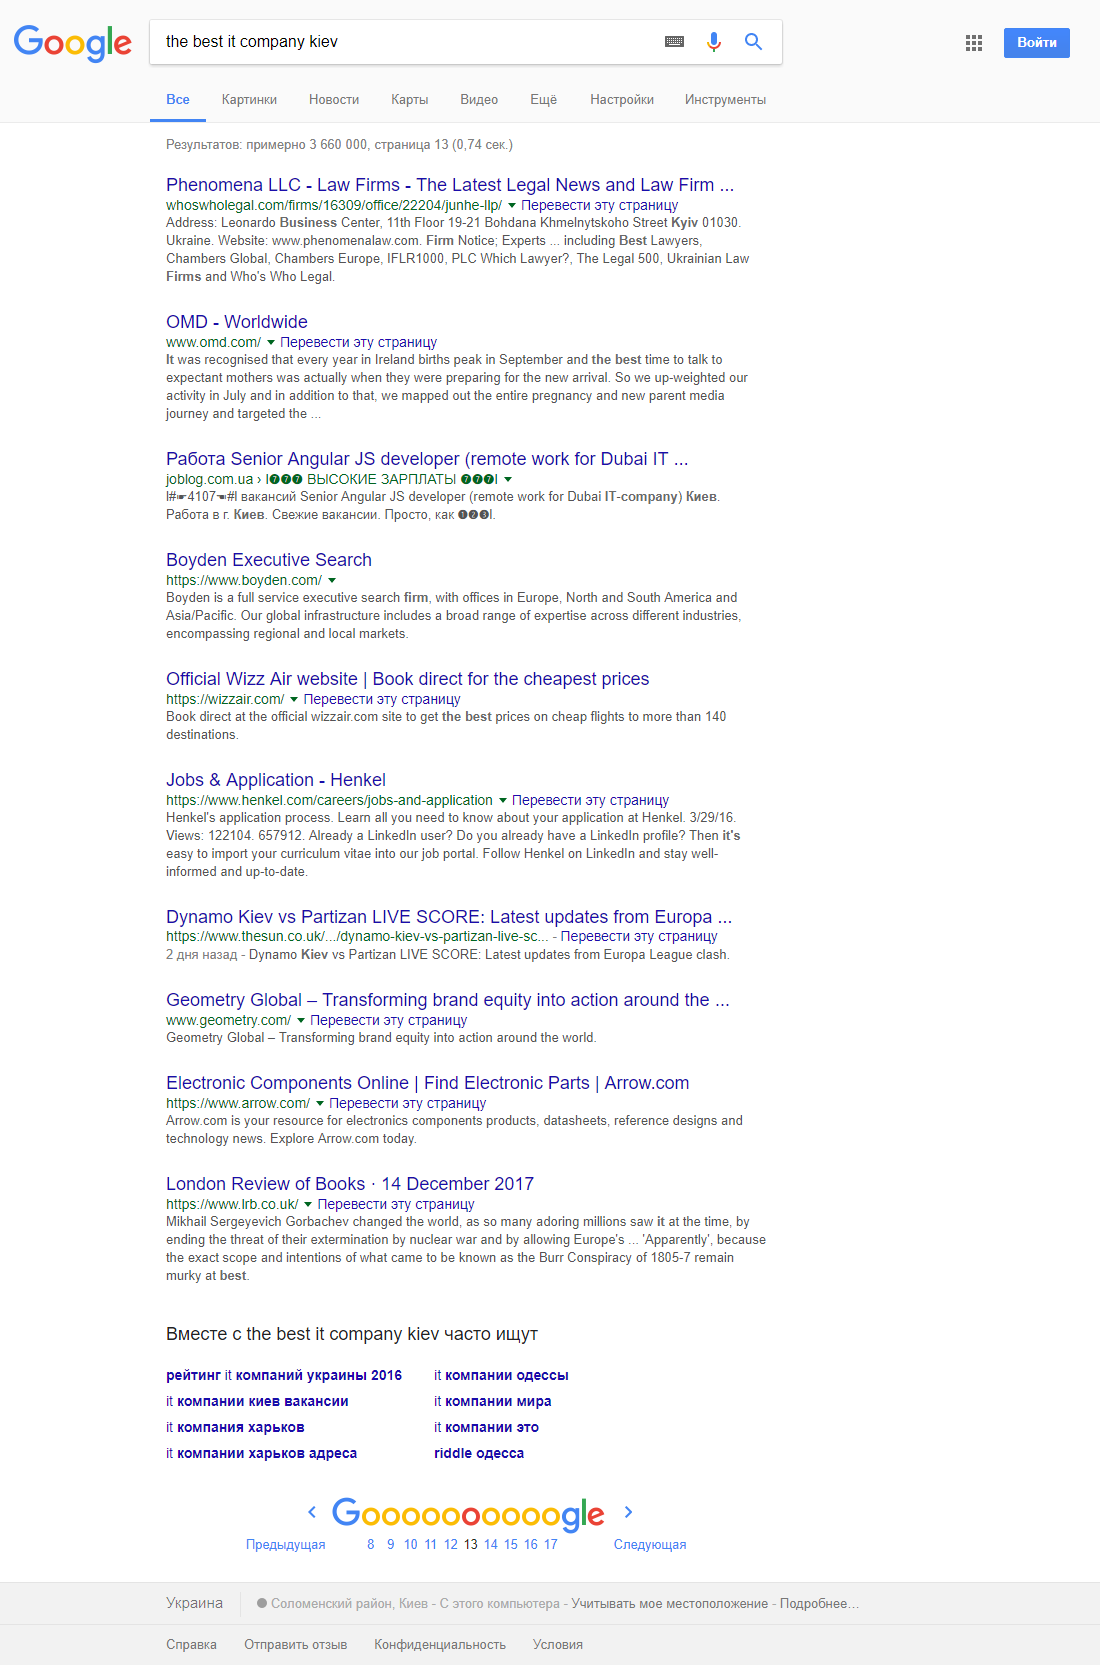 Google
the best it company kiev
Войти
Все Картинки Новости Карты Видео Ещё Настройки Инструменты
Результатов: примерно 3 660 000, страница 13 (0,74 сек.)
Phenomena LLC - Law Firms - The Latest Legal News and Law Firm ...
whoswholegal.com/firms/16309/office/22204/junhe-llp/ ▼ Перевести эту страницу
Address: Leonardo Business Center, 11th Floor 19-21 Bohdana Khmelnytskoho Street Kyiv 01030.
Ukraine. Website: www.phenomenalaw.com. Firm Notice; Experts ... including Best Lawyers,
Chambers Global, Chambers Europe, IFLR1000, PLC Which Lawyer?, The Legal 500, Ukrainian Law
Firms and Who's Who Legal.
OMD - Worldwide
www.omd.com/ ▼ Перевести эту страницу
It was recognised that every year in Ireland births peak in September and the best time to talk to
expectant mothers was actually when they were preparing for the new arrival. So we up-weighted our
activity in July and in addition to that, we mapped out the entire pregnancy and new parent media
journey and targeted the ...
Работа Senior Angular JS developer (remote work for Dubai IT ...
joblog.com.ua › I❼❼❼ ВЫСОКИЕ ЗАРПЛАТЫ ❼❼❼I ▼
I#☛4107☚#I вакансий Senior Angular JS developer (remote work for Dubai IT-company) Киев.
Работа в г. Киев. Свежие вакансии. Просто, как ❶❷❸I.
Boyden Executive Search
https://www.boyden.com/ ▼
Boyden is a full service executive search firm, with offices in Europe, North and South America and
Asia/Pacific. Our global infrastructure includes a broad range of expertise across different industries,
encompassing regional and local markets.
Official Wizz Air website | Book direct for the cheapest prices
https://wizzair.com/ ▼ Перевести эту страницу
Book direct at the official wizzair.com site to get the best prices on cheap flights to more than 140
destinations.
Jobs & Application - Henkel
https://www.henkel.com/careers/jobs-and-application ▼ Перевести эту страницу
Henkel's application process. Learn all you need to know about your application at Henkel. 3/29/16.
Views: 122104. 657912. Already a LinkedIn user? Do you already have a LinkedIn profile? Then it's
easy to import your curriculum vitae into our job portal. Follow Henkel on LinkedIn and stay well-
informed and up-to-date.
Dynamo Kiev vs Partizan LIVE SCORE: Latest updates from Europa ...
https://www.thesun.co.uk/.../dynamo-kiev-vs-partizan-live-sc... - Перевести эту страницу
2 дня назад - Dynamo Kiev vs Partizan LIVE SCORE: Latest updates from Europa League clash.
Geometry Global – Transforming brand equity into action around the ...
www.geometry.com/ ▼ Перевести эту страницу
Geometry Global – Transforming brand equity into action around the world.
Electronic Components Online | Find Electronic Parts | Arrow.com
https://www.arrow.com/ ▼ Перевести эту страницу
Arrow.com is your resource for electronics components products, datasheets, reference designs and
technology news. Explore Arrow.com today.
London Review of Books · 14 December 2017
https://www.lrb.co.uk/ ▼ Перевести эту страницу
Mikhail Sergeyevich Gorbachev changed the world, as so many adoring millions saw it at the time, by
ending the threat of their extermination by nuclear war and by allowing Europe's ... 'Apparently', because
the exact scope and intentions of what came to be known as the Burr Conspiracy of 1805-7 remain
murky at best.
Вместе с the best it company kiev часто ищут
рейтинг it компаний украины 2016 it компании одессы
it компании киев вакансии it компании мира
it компания харьков it компании это
it компании харьков адреса riddle одесса
Goooooooooogle
Предыдущая 8 9 10 11 12 13 14 15 16 17 Следующая
Украина Соломенский район, Киев - С этого компьютера - Учитывать мое местоположение - Подробнее…
Справка Отправить отзыв Конфиденциальность Условия